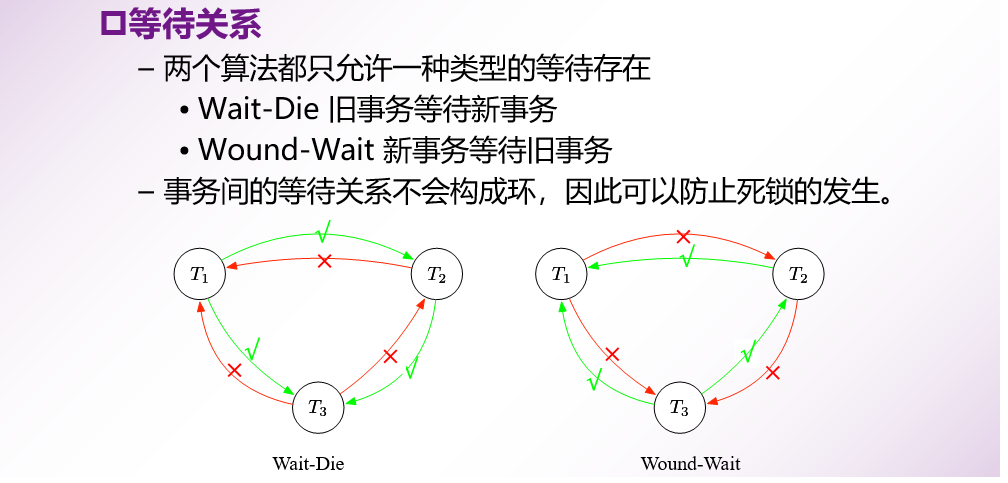 等待关系
– 两个算法都只允许一种类型的等待存在
• Wait-Die 旧事务等待新事务
• Wound-Wait 新事务等待旧事务
– 事务间的等待关系不会构成环，因此可以防止死锁的发生。
T1 √ × T2 √ × × √ T3
Wait-Die
T1 × √ T2 × √ √ × T3
Wound-Wait